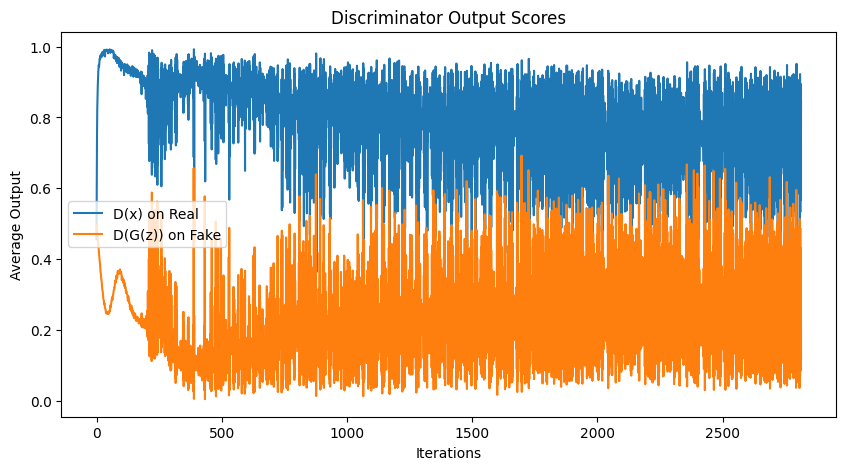 Discriminator Output Scores
Average Output
1.0
0.8
0.6
0.4
0.2
0.0
D(x) on Real
D(G(z)) on Fake
0
500
1000
1500
2000
2500
Iterations